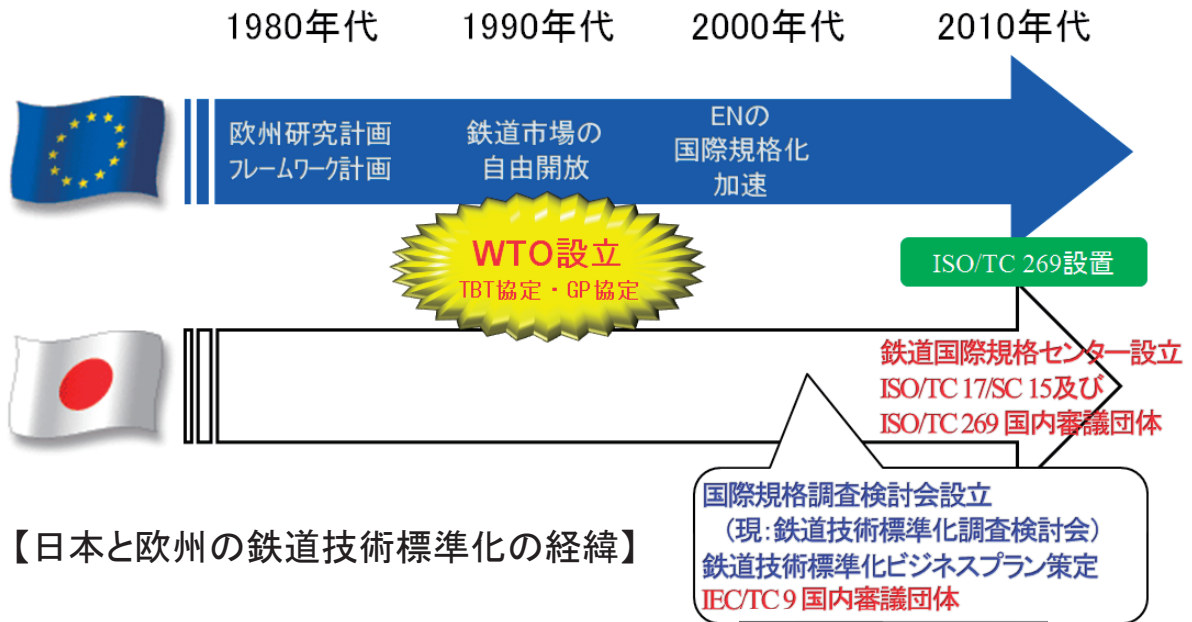 1980年代 1990年代 2000年代 2010年代
欧州研究計画
フレームワーク計画
鉄道市場の
自由開放
ENの
国際規格化
加速
WTO設立
TBT協定・GP協定
ISO/TC 269設置
鉄道国際規格センター設立
ISO/TC 17/SC 15及び
ISO/TC 269 国内審議団体
国際規格調査検討会設立
（現：鉄道技術標準化調査検討会）
鉄道技術標準化ビジネスプラン策定
IEC/TC 9 国内審議団体
【日本と欧州の鉄道技術標準化の経緯】